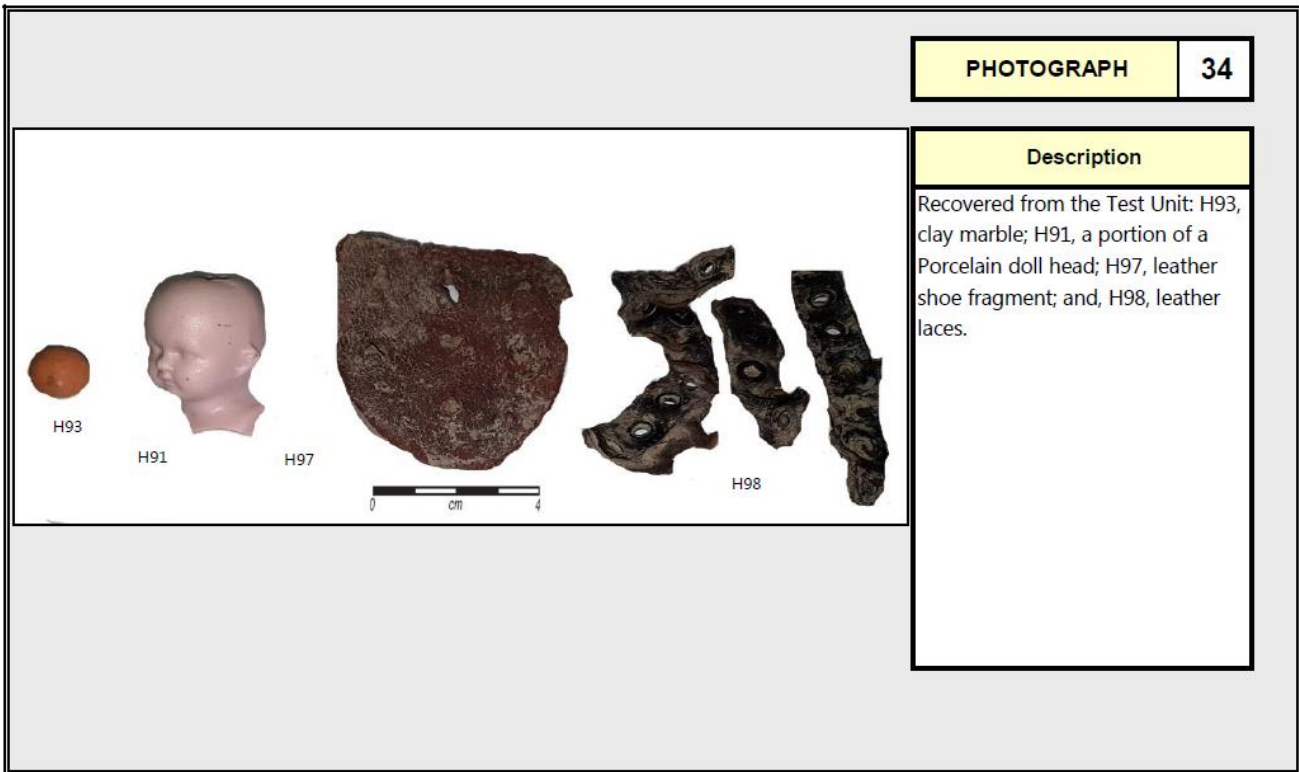 PHOTOGRAPH 34
Description
Recovered from the Test Unit: H93,
clay marble; H91, a portion of a
Porcelain doll head; H97, leather
shoe fragment; and, H98, leather
laces.
H93
H91
H97
H98
0 cm 4